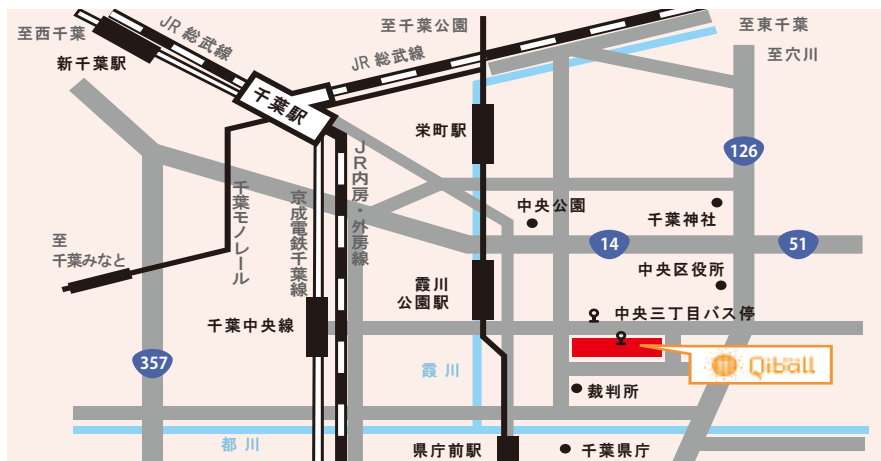 至西千葉
JR 総武線
新千葉駅
至千葉公園
JR 総武線
至東千葉
至穴川
千葉駅
栄町駅
126
JR内房・外房線
千葉モノレール
京成電鉄千葉線
中央公園
千葉神社
14
51
至
千葉みなと
中央区役所
霞川
公園駅
中央三丁目バス停
千葉中央線
357
霞川
Qiball
裁判所
都川
県庁前駅
千葉県庁